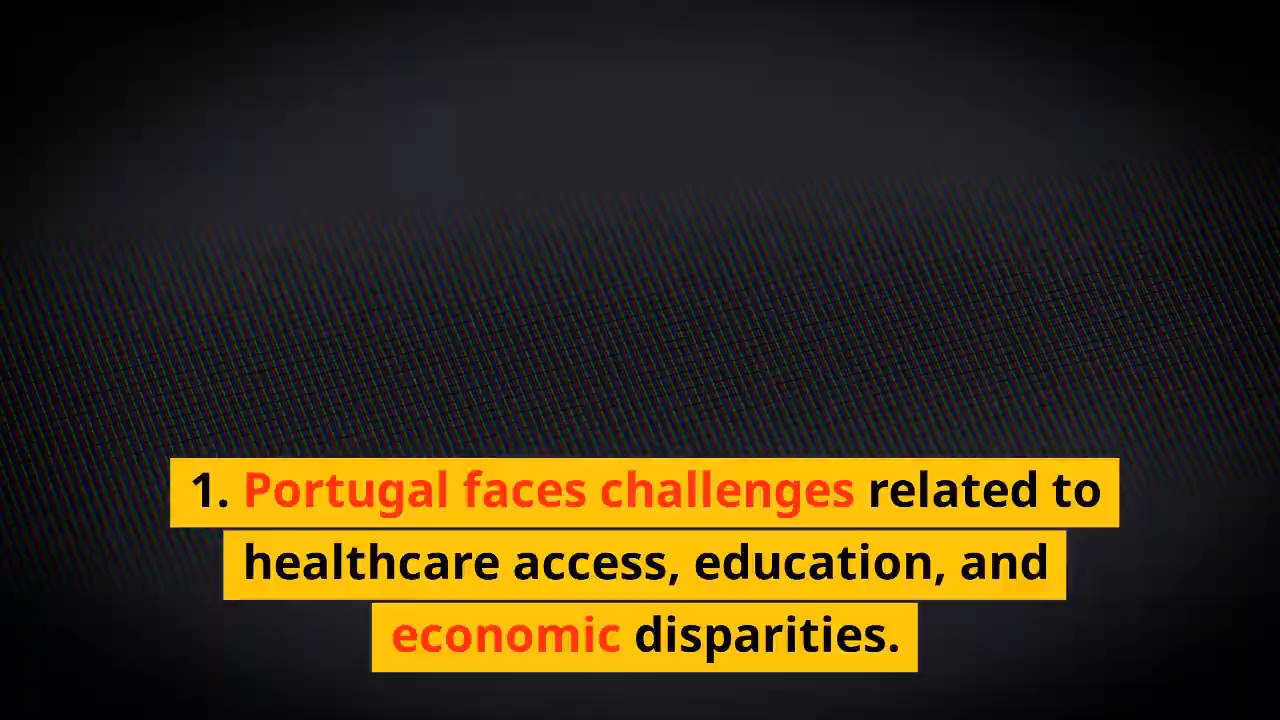 1. Portugal faces challenges related to
healthcare access, education, and
economic disparities.